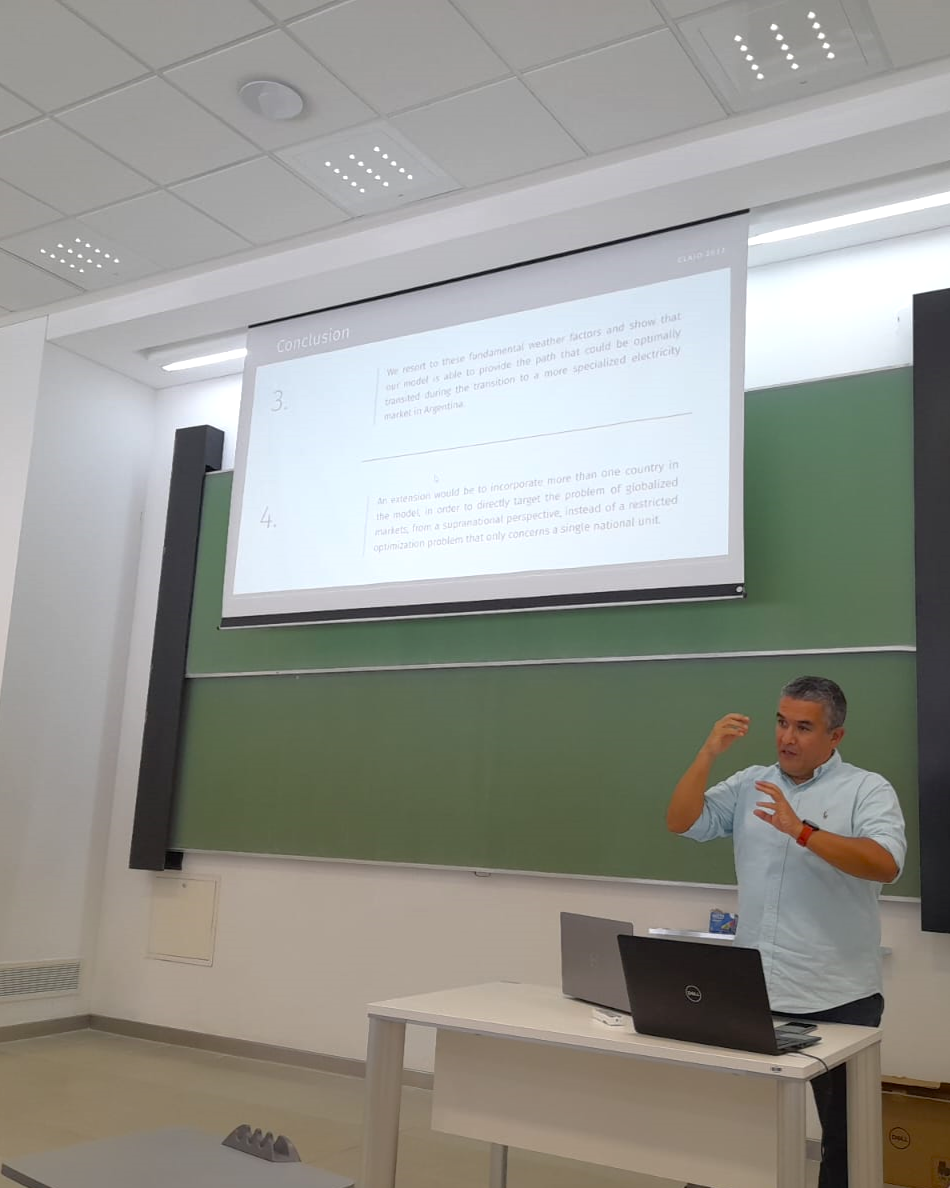 Conclusion
3.
We resort to these fundamental weather factors and show that
our model is able to provide the path that could be optimally
transited during the transition to a more specialized electricity
market in Argentina.
4.
An extension would be to incorporate more than one country in
the model, in order to directly target the problem of globalized
markets, from a supranational perspective, instead of a restricted
optimization problem that only concerns a single national unit.
DELL
DELL